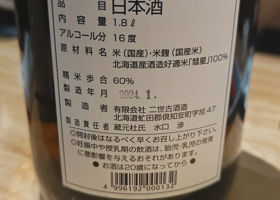 品目 日本酒
内容量 1.8ℓ
アルコール分 16度
原材料名 米(国産)・米麹(国産米)
北海道産酒造好適米「彗星」100%
精米歩合 60%
製造年月 2024.1.
製造者 有限会社 二世古酒造
北海道虻田郡倶知安町旭47
製造責任者 蔵元杜氏 水口 渉
○開封後はなるべく早くお召し上がり下さい。
○妊娠中や授乳期の飲酒は、胎児・乳児の発育
に悪影響を与えるおそれがあります。
●お酒は20歳になってから●
4 996192 000132